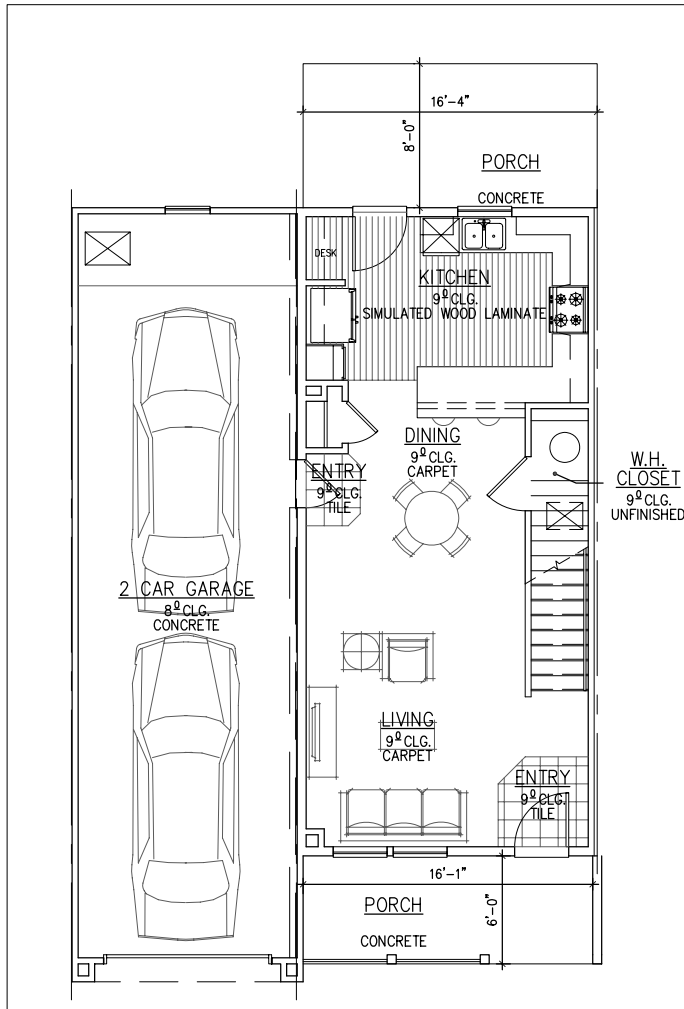 16'-4"
8'-0"
PORCH
CONCRETE
DESK
KITCHEN
9⁰ CLG.
SIMULATED WOOD LAMINATE
DINING
9⁰ CLG.
CARPET
ENTRY
9⁰ CLG.
TILE
W.H.
CLOSET
9⁰ CLG.
UNFINISHED
2 CAR GARAGE
8⁰ CLG.
CONCRETE
LIVING
9⁰ CLG.
CARPET
ENTRY
9⁰ CLG.
TILE
16'-1"
6'-0"
PORCH
CONCRETE